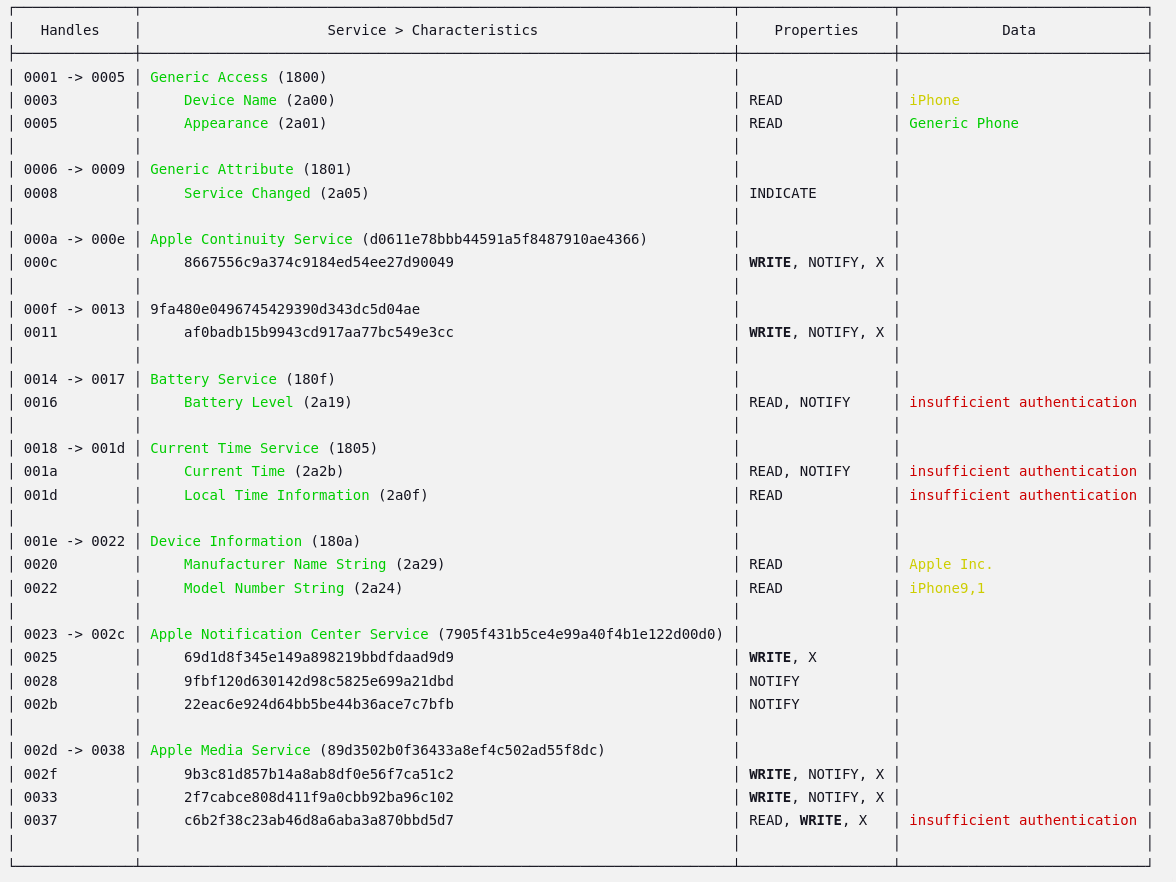 Handles Service > Characteristics Properties Data
0001 -> 0005 Generic Access (1800)
0003 Device Name (2a00) READ iPhone
0005 Appearance (2a01) READ Generic Phone
0006 -> 0009 Generic Attribute (1801)
0008 Service Changed (2a05) INDICATE
000a -> 000e Apple Continuity Service (d0611e78bbb44591a5f8487910ae4366)
000c 8667556c9a374c9184ed54ee27d90049 WRITE, NOTIFY, X
000f -> 0013 9fa480e0496745429390d343dc5d04ae
0011 af0badb15b9943cd917aa77bc549e3cc WRITE, NOTIFY, X
0014 -> 0017 Battery Service (180f)
0016 Battery Level (2a19) READ, NOTIFY insufficient authentication
0018 -> 001d Current Time Service (1805)
001a Current Time (2a2b) READ, NOTIFY insufficient authentication
001d Local Time Information (2a0f) READ insufficient authentication
001e -> 0022 Device Information (180a)
0020 Manufacturer Name String (2a29) READ Apple Inc.
0022 Model Number String (2a24) READ iPhone9,1
0023 -> 002c Apple Notification Center Service (7905f431b5ce4e99a40f4b1e122d00d0)
0025 69d1d8f345e149a898219bbdfdaad9d9 WRITE, X
0028 9fbf120d630142d98c5825e699a21dbd NOTIFY
002b 22eac6e924d64bb5be44b36ace7c7bfb NOTIFY
002d -> 0038 Apple Media Service (89d3502b0f36433a8ef4c502ad55f8dc)
002f 9b3c81d857b14a8ab8df0e56f7ca51c2 WRITE, NOTIFY, X
0033 2f7cabce808d411f9a0cbb92ba96c102 WRITE, NOTIFY, X
0037 c6b2f38c23ab46d8a6aba3a870bbd5d7 READ, WRITE, X insufficient authentication